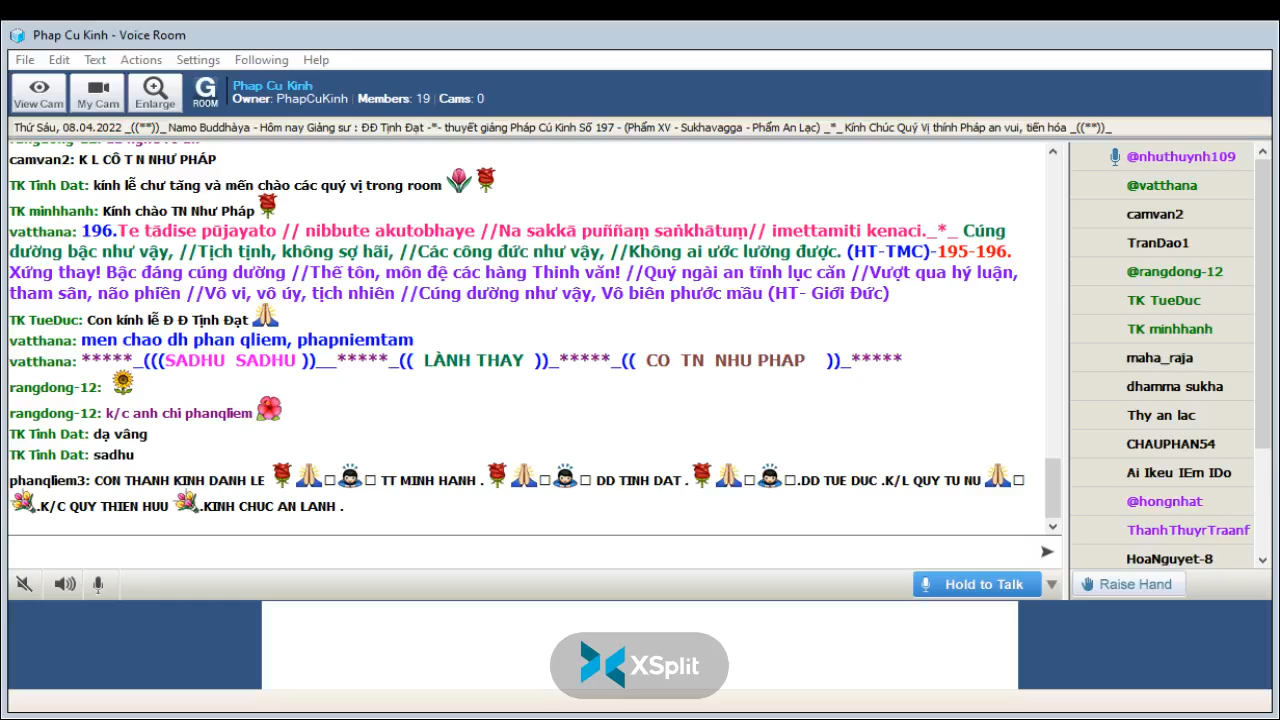 Phap Cu Kinh - Voice Room
File Edit Text Actions Settings Following Help
View Cam My Cam Enlarge G ROOM Phap Cu Kinh
Owner: PhapCuKinh | Members: 19 | Cams: 0
Thứ Sáu, 08.04.2022 _((**))_ Namo Buddhàya - Hôm nay Giảng sư : ĐĐ Tịnh Đạt -*- thuyết giảng Pháp Cú Kinh Số 197 - (Phẩm XV - Sukhavagga - Phẩm An Lạc) _*_ Kính Chúc Quý Vị thính Pháp an vui, tiến hóa _((**))_
camvan2: K L CÔ T N NHƯ PHÁP
TK Tinh Dat: kính lễ chư tăng và mến chào các quý vị trong room
TK minhhanh: Kính chào TN Như Pháp
vatthana: 196.Te tādise pūjayato // nibbute akutobhaye //Na sakkā puññaṃ saṅkhātuṃ// imettamiti kenaci._*_ Cúng
dường bậc như vậy, //Tịch tịnh, không sợ hãi, //Các công đức như vậy, //Không ai ước lường được. (HT-TMC)-195-196.
Xứng thay! Bậc đáng cúng dường //Thế tôn, môn đệ các hàng Thinh văn! //Quý ngài an tĩnh lục căn //Vượt qua hý luận,
tham sân, não phiền //Vô vi, vô úy, tịch nhiên //Cúng dường như vậy, Vô biên phước mầu (HT- Giới Đức)
TK TueDuc: Con kính lễ Đ Đ Tịnh Đạt
vatthana: men chao dh phan qliem, phapniemtam
vatthana: *****_(((SADHU SADHU ))__*****_(( LÀNH THAY ))_*****_(( CO TN NHU PHAP ))_*****
rangdong-12:
rangdong-12: k/c anh chi phanqliem
TK Tinh Dat: dạ vâng
TK Tinh Dat: sadhu
phanqliem3: CON THANH KINH DANH LE TT MINH HANH . DD TINH DAT . .DD TUE DUC .K/L QUY TU NU
.K/C QUY THIEN HUU .KINH CHUC AN LANH .
Hold to Talk
@nhuthuynh109
@vatthana
camvan2
TranDao1
@rangdong-12
TK TueDuc
TK minhhanh
maha_raja
dhamma sukha
Thy an lac
CHAUPHAN54
Ai Ikeu IEm IDo
@hongnhat
ThanhThuyrTraanf
HoaNguyet-8
Raise Hand
XSplit